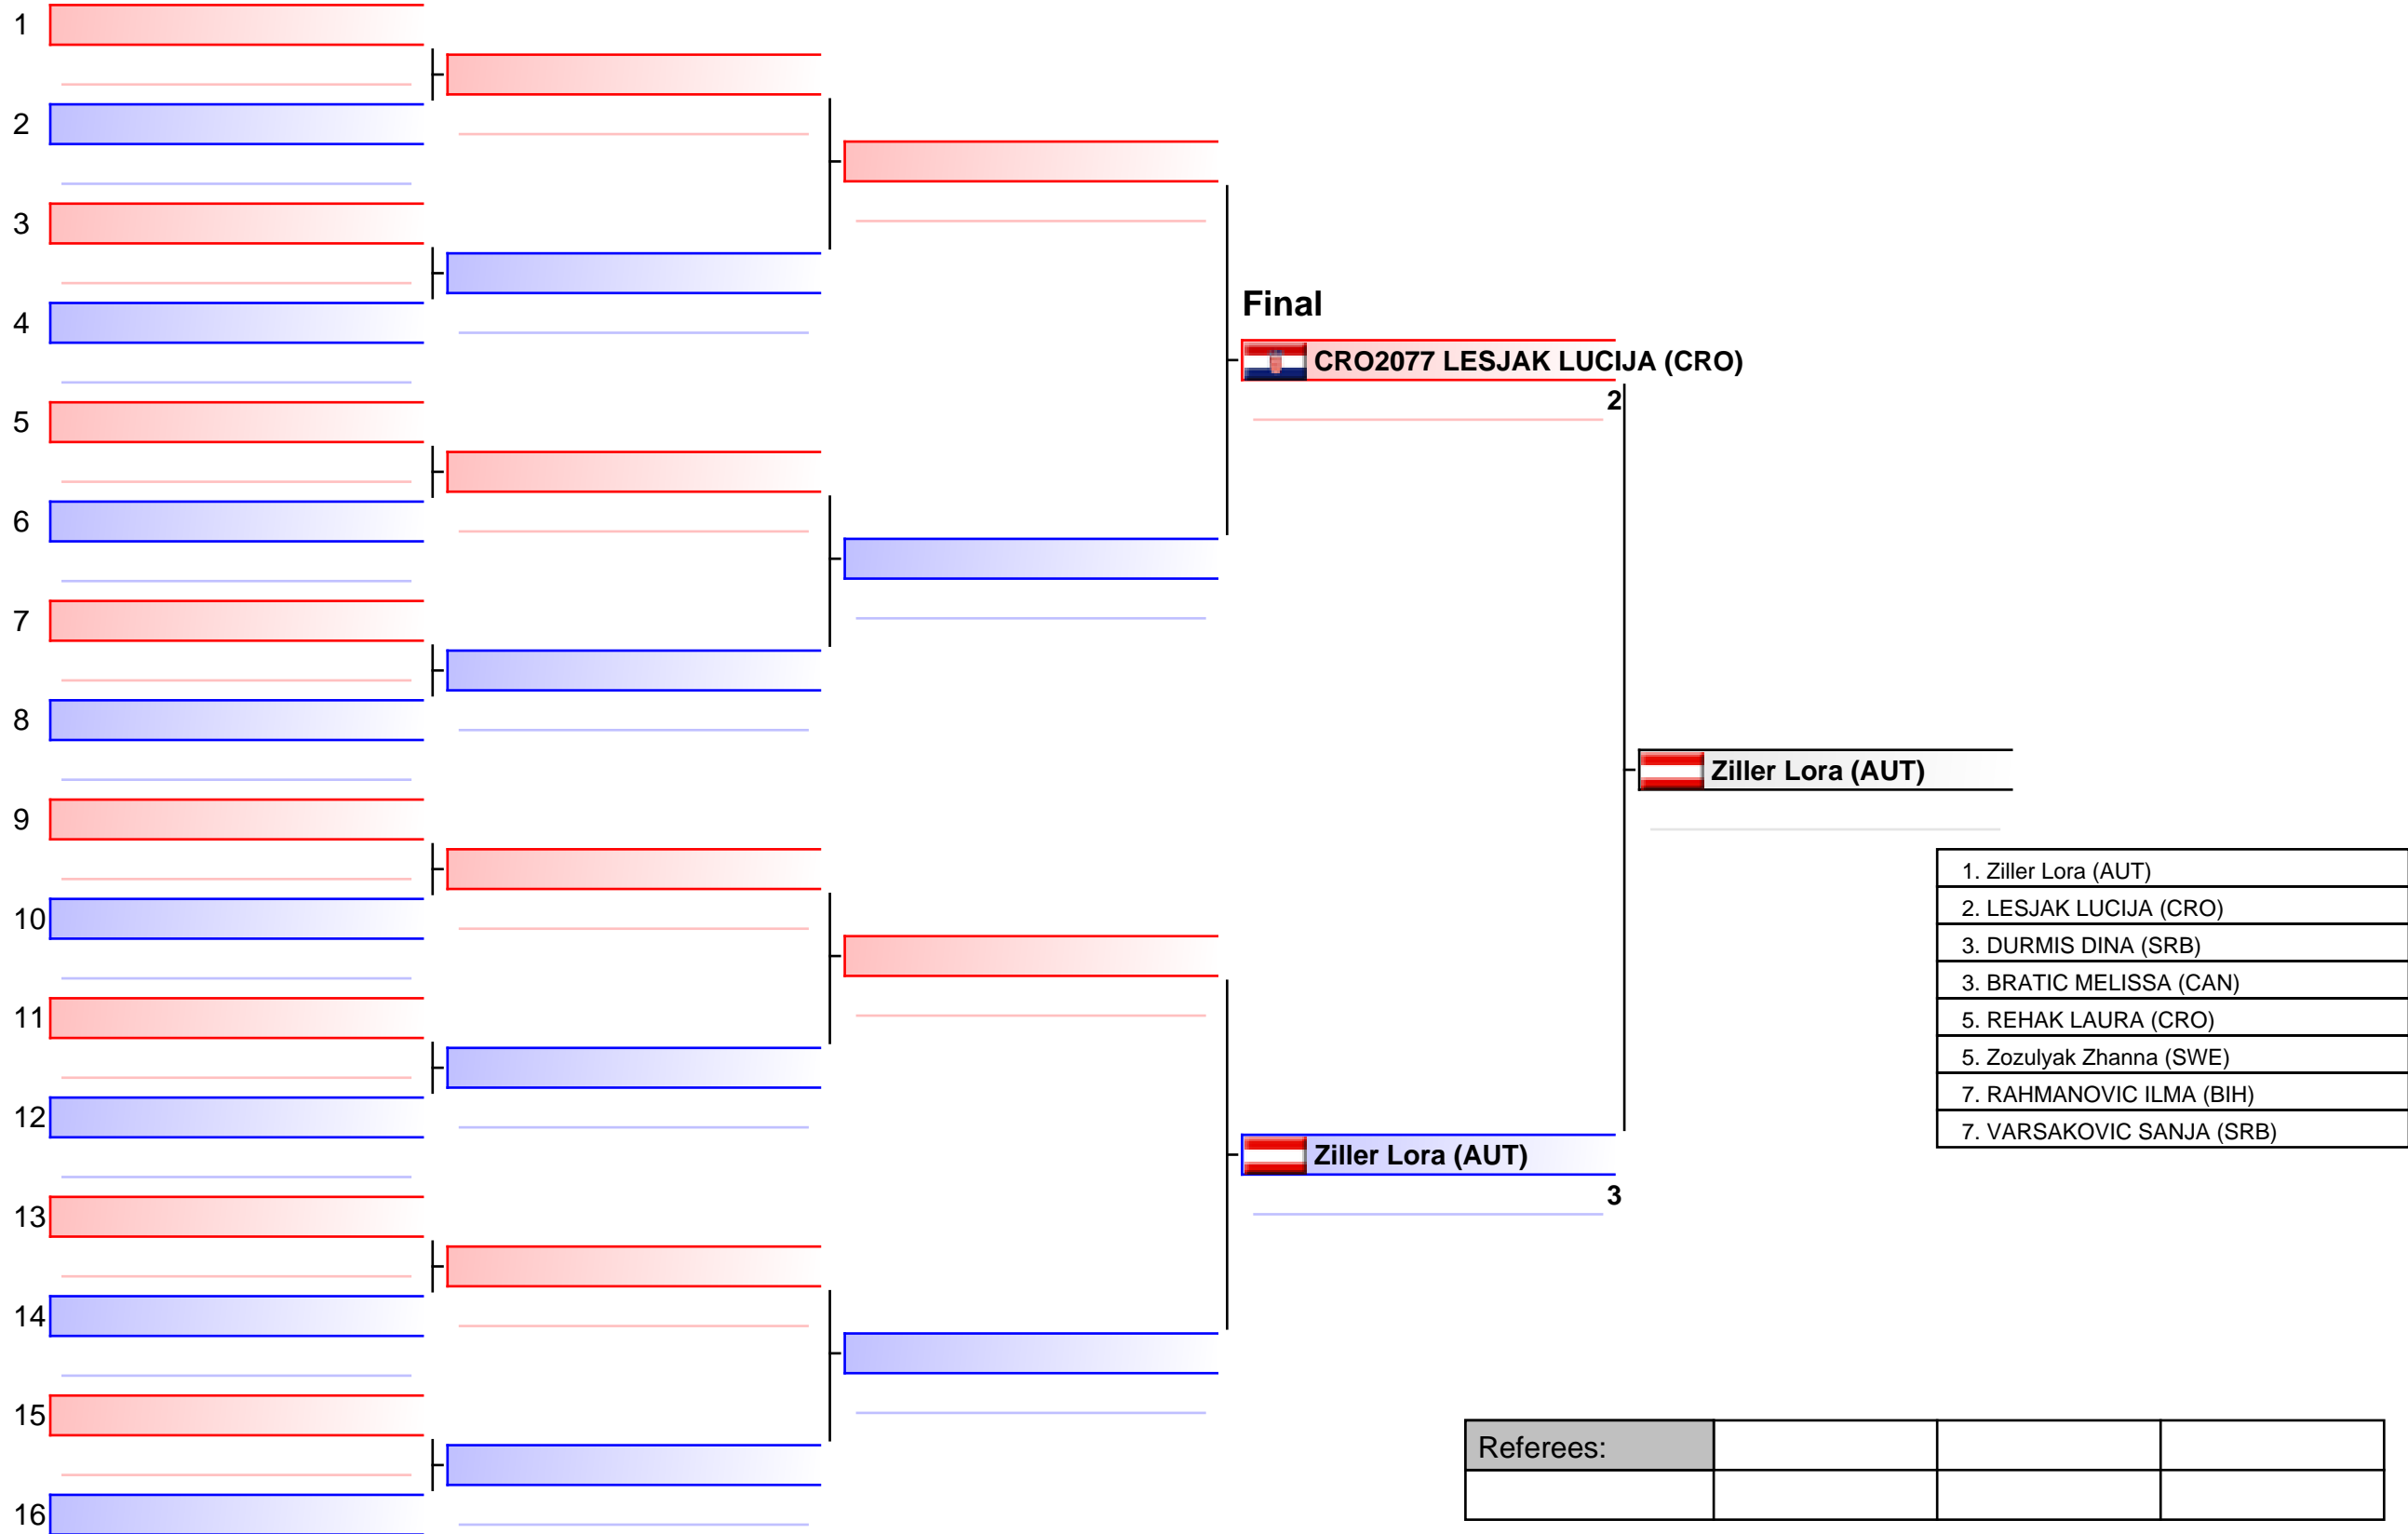 1
2
3
4
5
6
7
8
9
10
11
12
13
14
15
16
Final
CRO2077 LESJAK LUCIJA (CRO)
2
Ziller Lora (AUT)
3
Ziller Lora (AUT)
1. Ziller Lora (AUT)
2. LESJAK LUCIJA (CRO)
3. DURMIS DINA (SRB)
3. BRATIC MELISSA (CAN)
5. REHAK LAURA (CRO)
5. Zozulyak Zhanna (SWE)
7. RAHMANOVIC ILMA (BIH)
7. VARSAKOVIC SANJA (SRB)
Referees: